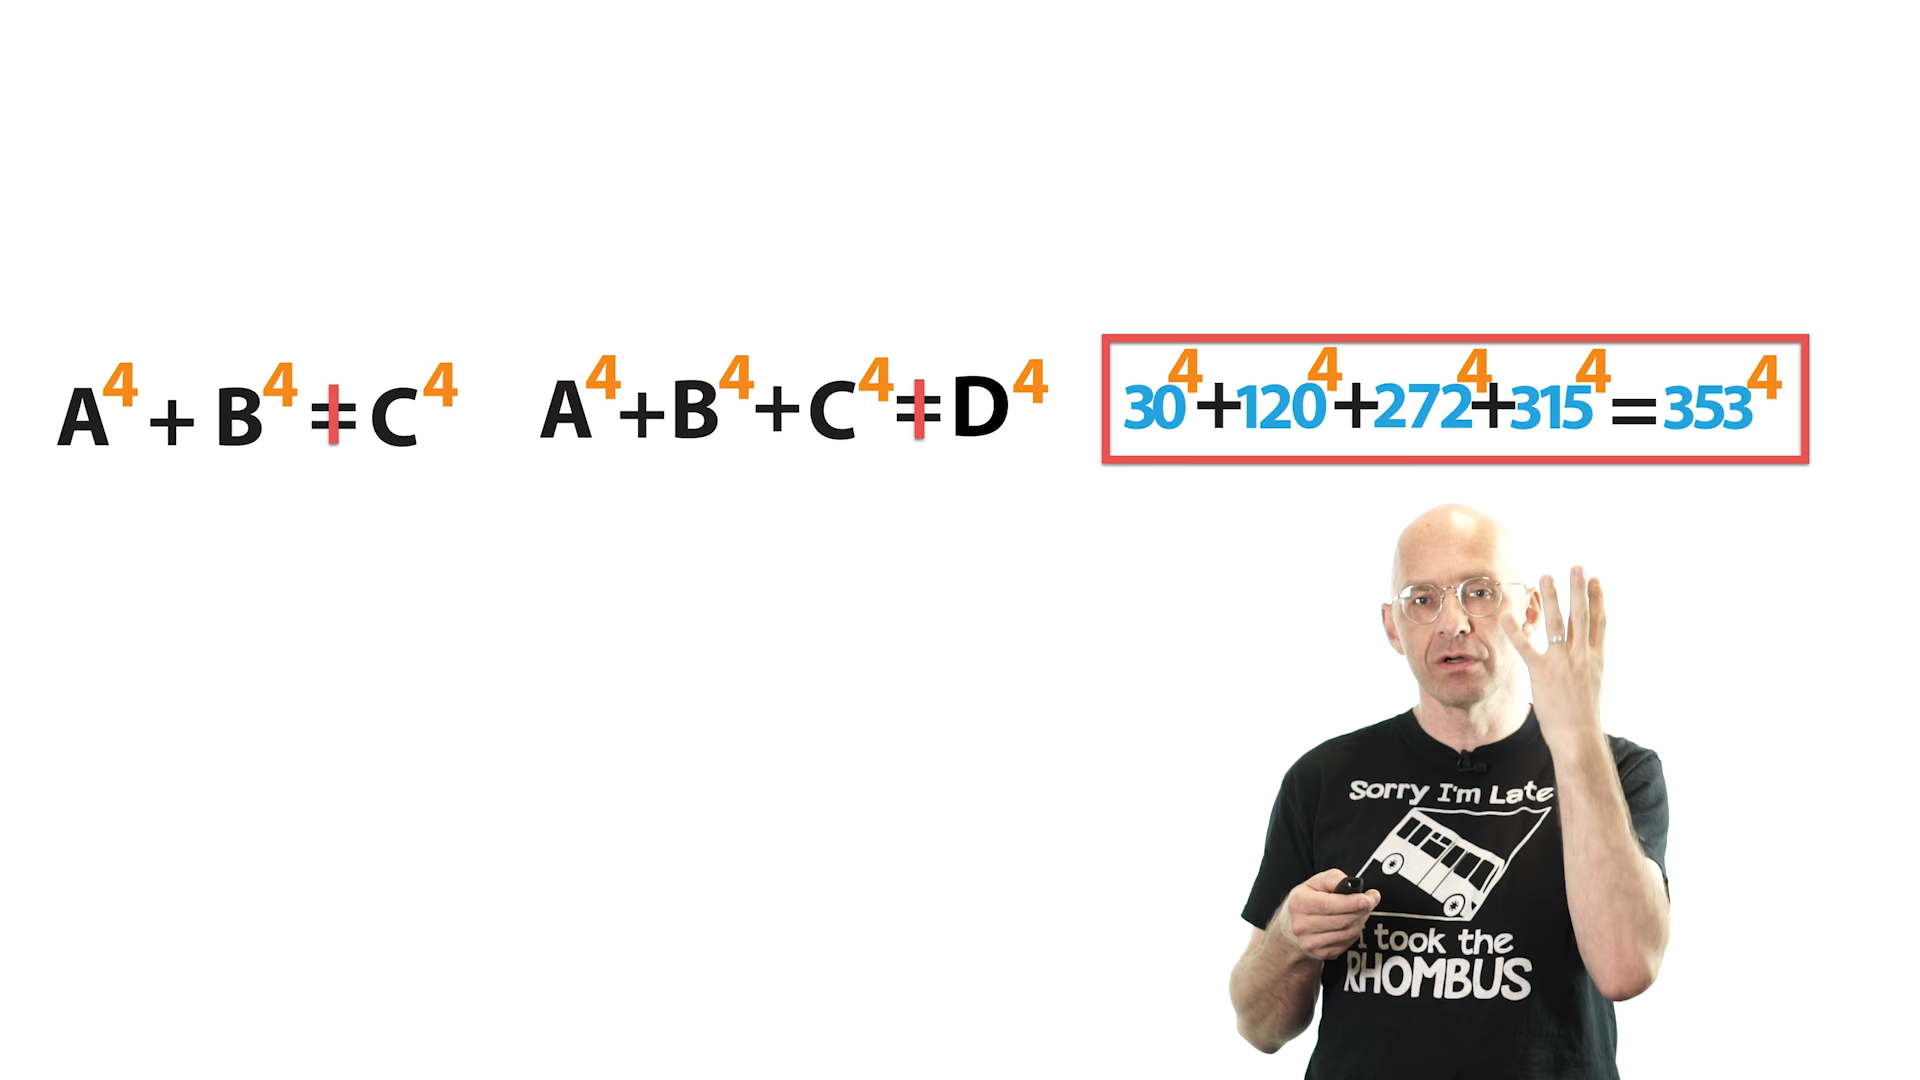 A⁴ + B⁴ ≠ C⁴
A⁴+B⁴+C⁴≠D⁴
30⁴+120⁴+272⁴+315⁴=353⁴
Sorry I'm Late
I took the
RHOMBUS